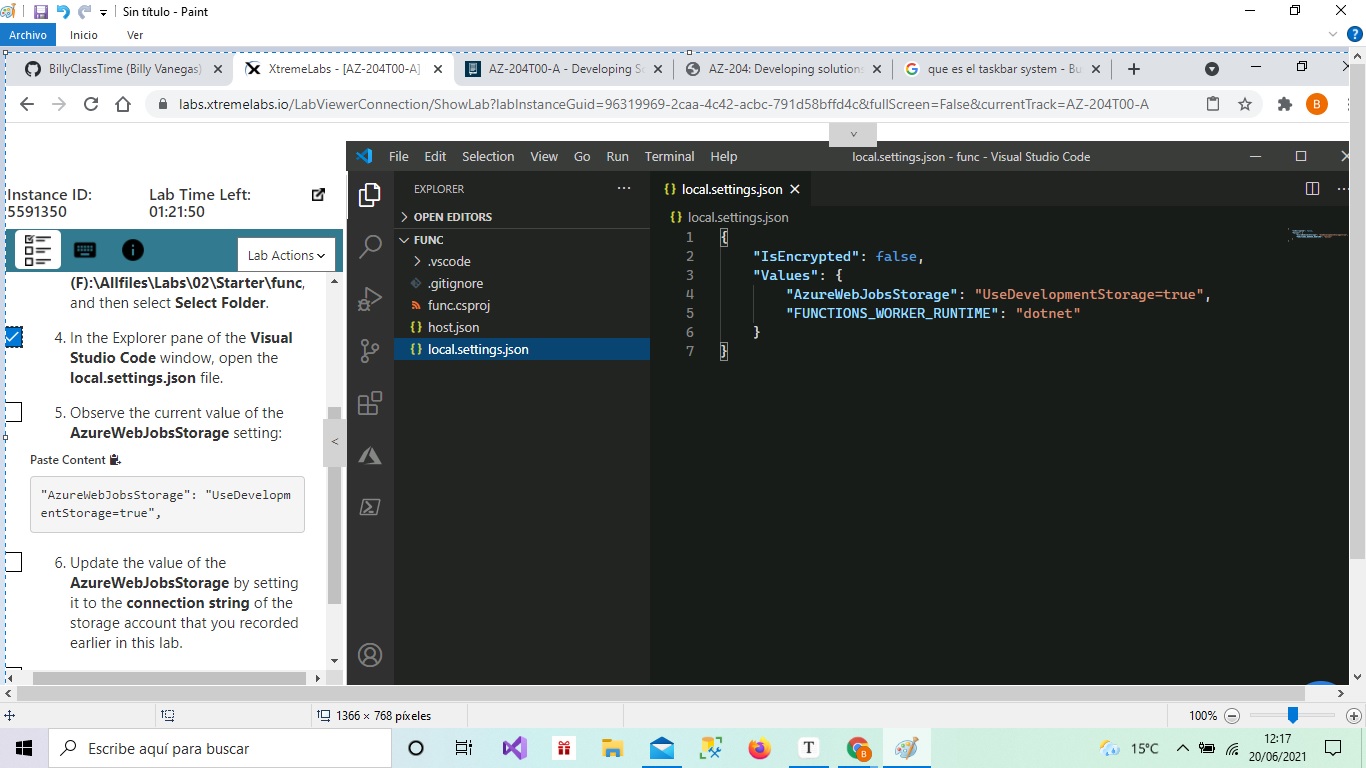 Sin título - Paint
Archivo Inicio Ver
BillyClassTime (Billy Vanegas)
XtremeLabs - [AZ-204T00-A]
AZ-204T00-A - Developing So
AZ-204: Developing solution
que es el taskbar system - Bu
labs.xtremelabs.io/LabViewerConnection/ShowLab?labInstanceGuid=96319969-2caa-4c42-acbc-791d58bffd4c&fullScreen=False&currentTrack=AZ-204T00-A
B
Instance ID:
5591350
Lab Time Left:
01:21:50
Lab Actions
(F):\Allfiles\Labs\02\Starter\func,
and then select Select Folder.
4. In the Explorer pane of the Visual
Studio Code window, open the
local.settings.json file.
5. Observe the current value of the
AzureWebJobsStorage setting:
Paste Content
"AzureWebJobsStorage": "UseDevelopm
entStorage=true",
6. Update the value of the
AzureWebJobsStorage by setting
it to the connection string of the
storage account that you recorded
earlier in this lab.
File Edit Selection View Go Run Terminal Help
local.settings.json - func - Visual Studio Code
EXPLORER
OPEN EDITORS
FUNC
.vscode
.gitignore
func.csproj
{} host.json
{} local.settings.json
{} local.settings.json
{} local.settings.json
1 {
2 "IsEncrypted": false,
3 "Values": {
4 "AzureWebJobsStorage": "UseDevelopmentStorage=true",
5 "FUNCTIONS_WORKER_RUNTIME": "dotnet"
6 }
7 }
1366 × 768 píxeles
100%
Escribe aquí para buscar
T
B
15°C
12:17
20/06/2021